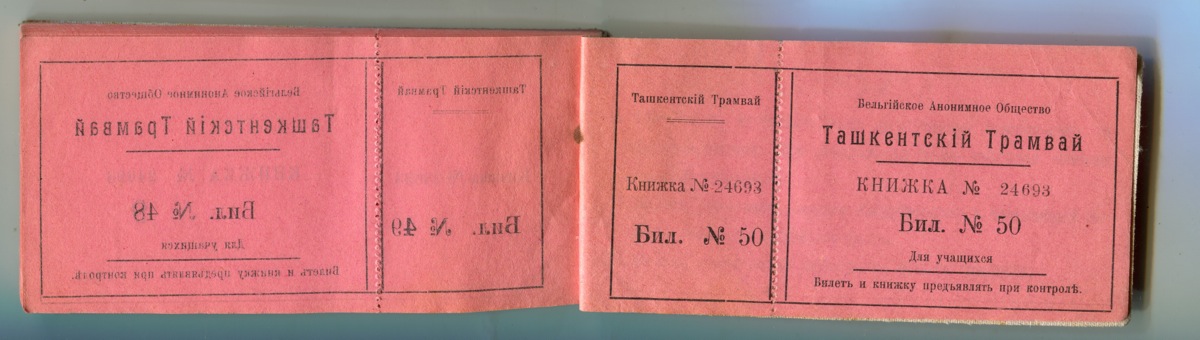 Бельгійское Анонимное Общество
Ташкентскій Трамвай
Бил. № 48
Для учащихся
Билетъ и книжку предъявлять при контролѣ.
Ташкентскій Трамвай
Бил. № 49
Ташкентскій Трамвай
Книжка № 24693
Бил. № 50
Бельгійское Анонимное Общество
Ташкентскій Трамвай
КНИЖКА № 24693
Бил. № 50
Для учащихся
Билетъ и книжку предъявлять при контролѣ.